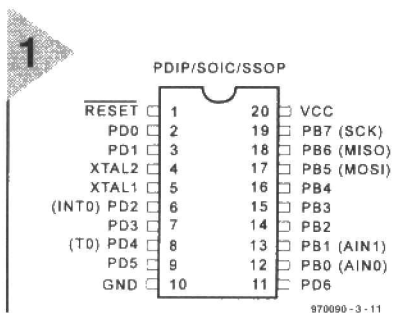 1
PDIP/SOIC/SSOP
RESET 1 20 VCC
PD0 2 19 PB7 (SCK)
PD1 3 18 PB6 (MISO)
XTAL2 4 17 PB5 (MOSI)
XTAL1 5 16 PB4
(INT0) PD2 6 15 PB3
PD3 7 14 PB2
(T0) PD4 8 13 PB1 (AIN1)
PD5 9 12 PB0 (AIN0)
GND 10 11 PD6
970090 - 3 - 11